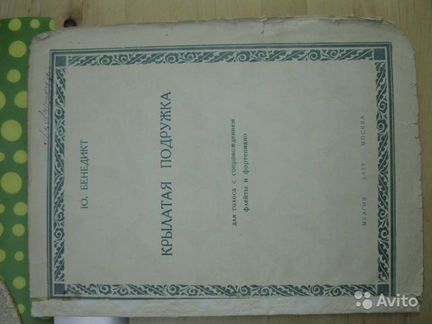 Ю. БЕНЕДИКТ
КРЫЛАТАЯ ПОДРУЖКА
для голоса с сопровождением
флейты и фортепиано
МУЗГИЗ МОСКВА
Avito